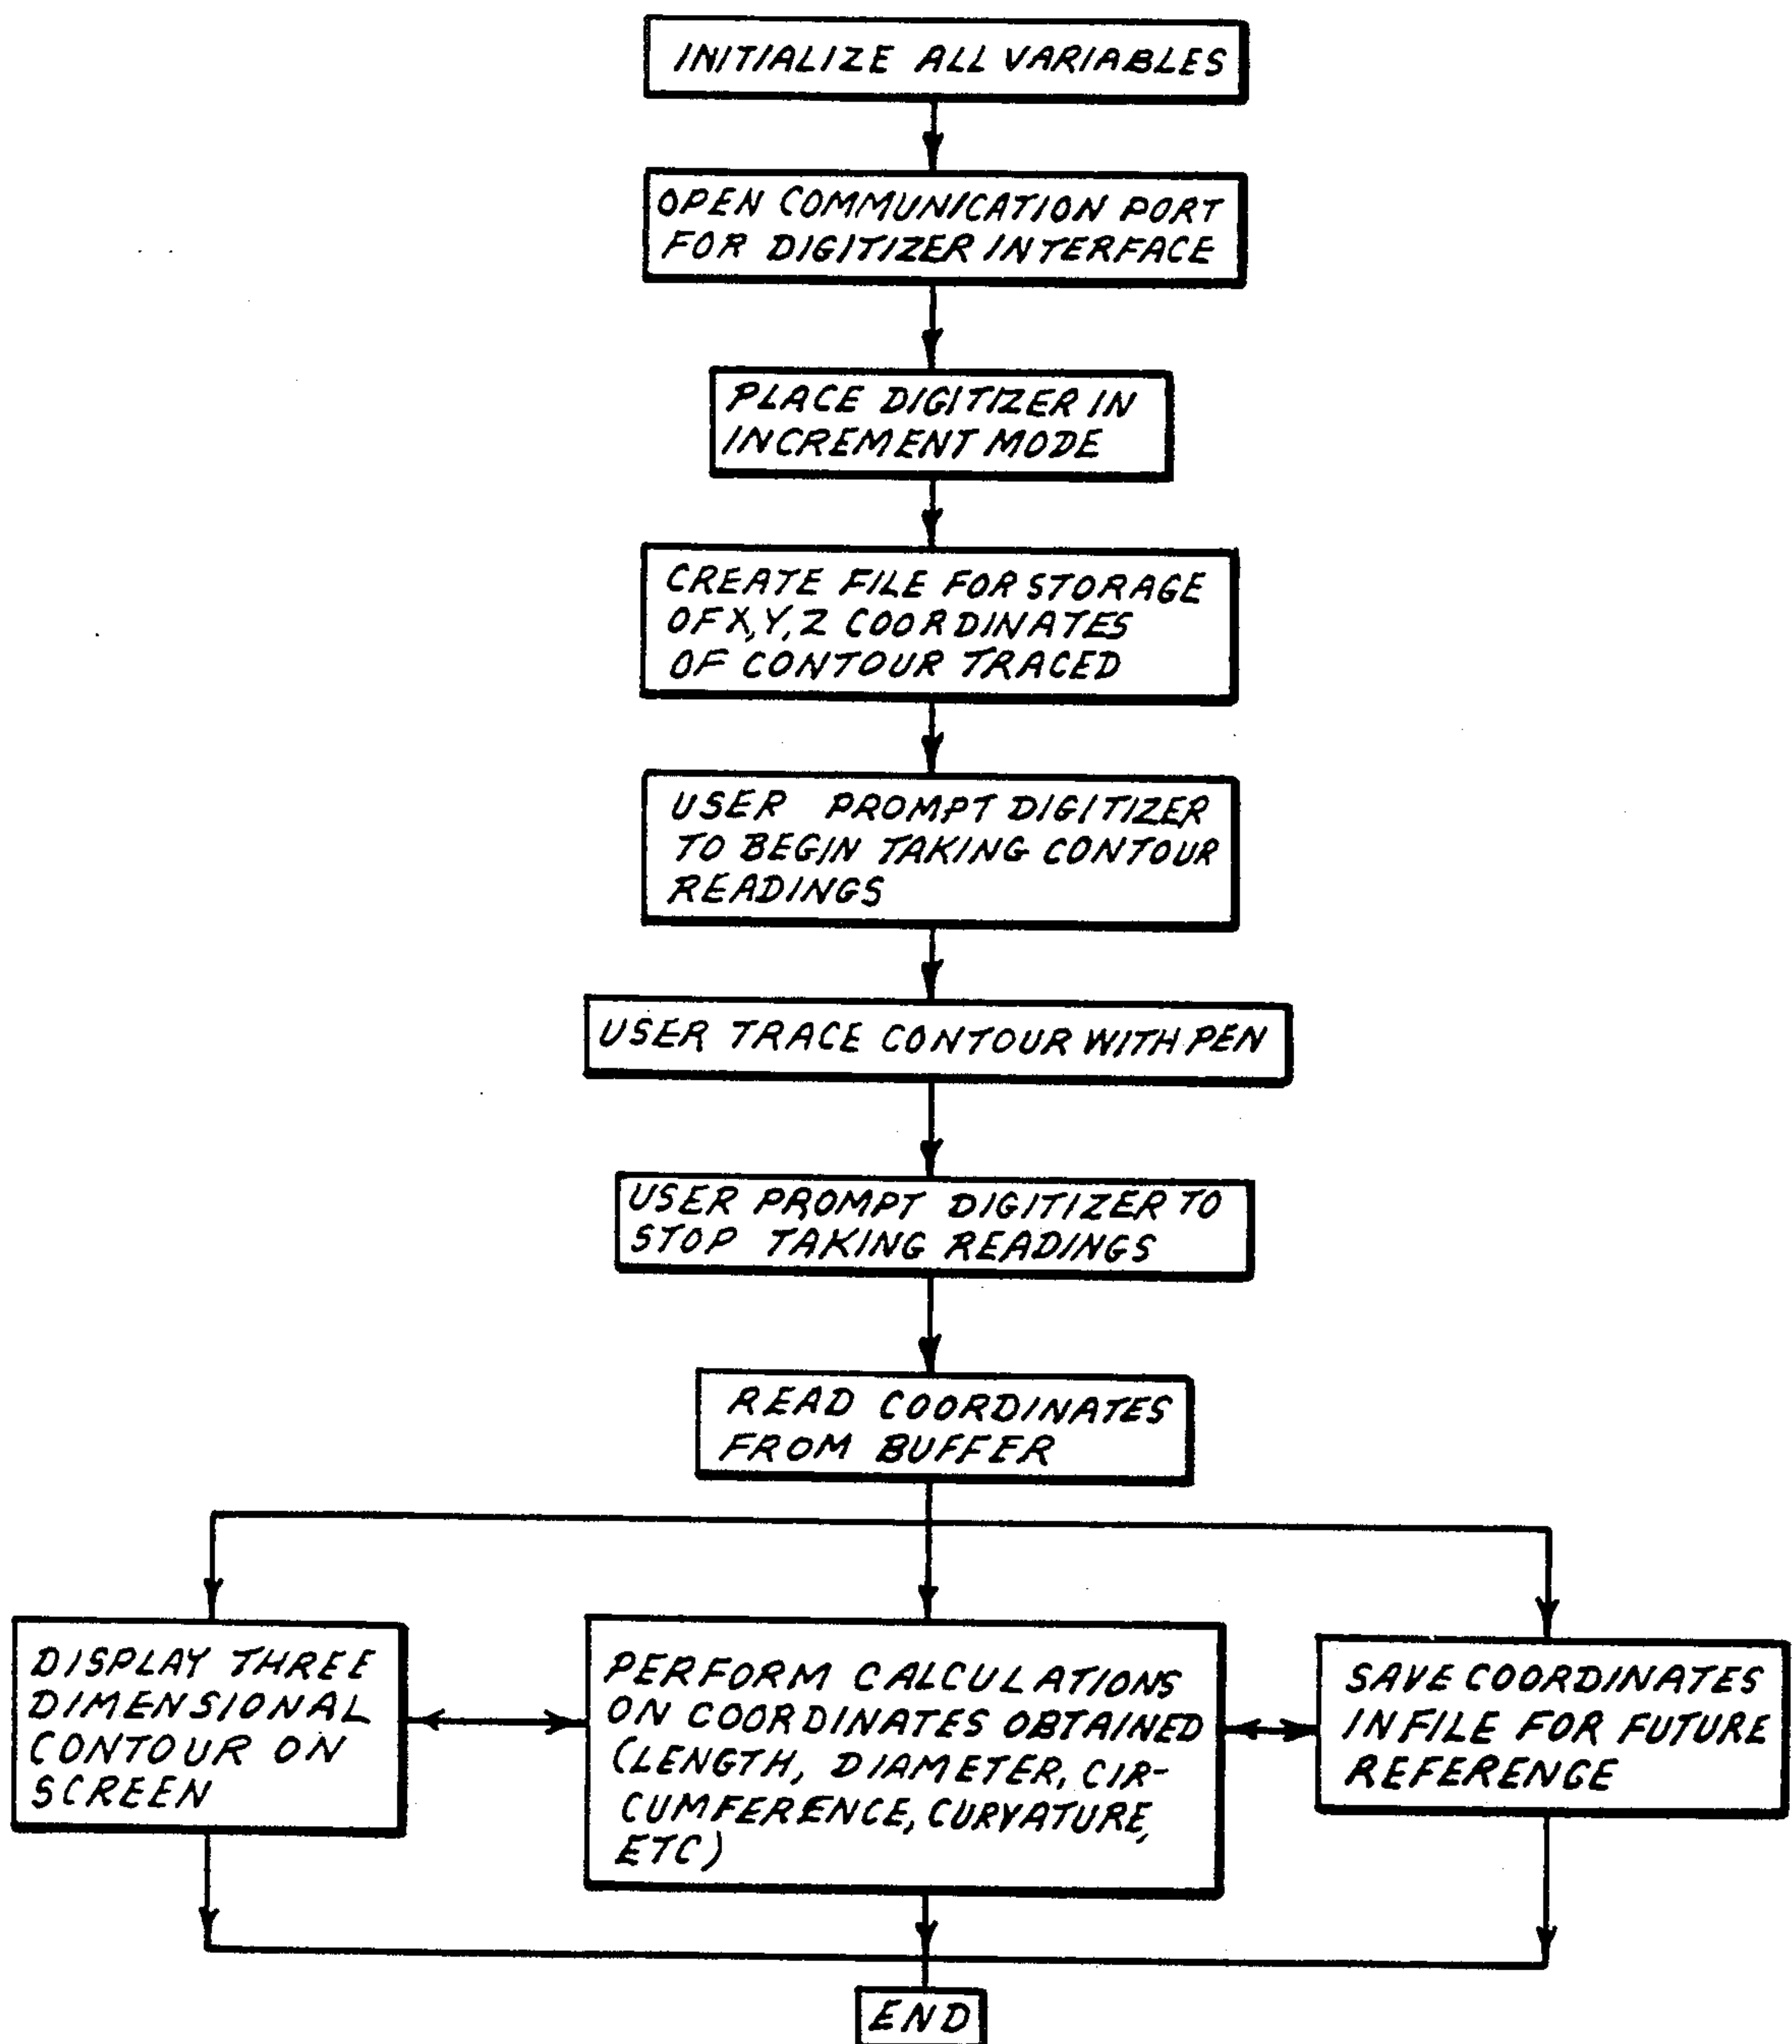 INITIALIZE ALL VARIABLES
OPEN COMMUNICATION PORT
FOR DIGITIZER INTERFACE
PLACE DIGITIZER IN
INCREMENT MODE
CREATE FILE FOR STORAGE
OF X, Y, Z COORDINATES
OF CONTOUR TRACED
USER PROMPT DIGITIZER
TO BEGIN TAKING CONTOUR
READINGS
USER TRACE CONTOUR WITH PEN
USER PROMPT DIGITIZER TO
STOP TAKING READINGS
READ COORDINATES
FROM BUFFER
DISPLAY THREE
DIMENSIONAL
CONTOUR ON
SCREEN
PERFORM CALCULATIONS
ON COORDINATES OBTAINED
(LENGTH, DIAMETER, CIR-
CUMFERENCE, CURVATURE,
ETC)
SAVE COORDINATES
IN FILE FOR FUTURE
REFERENCE
END